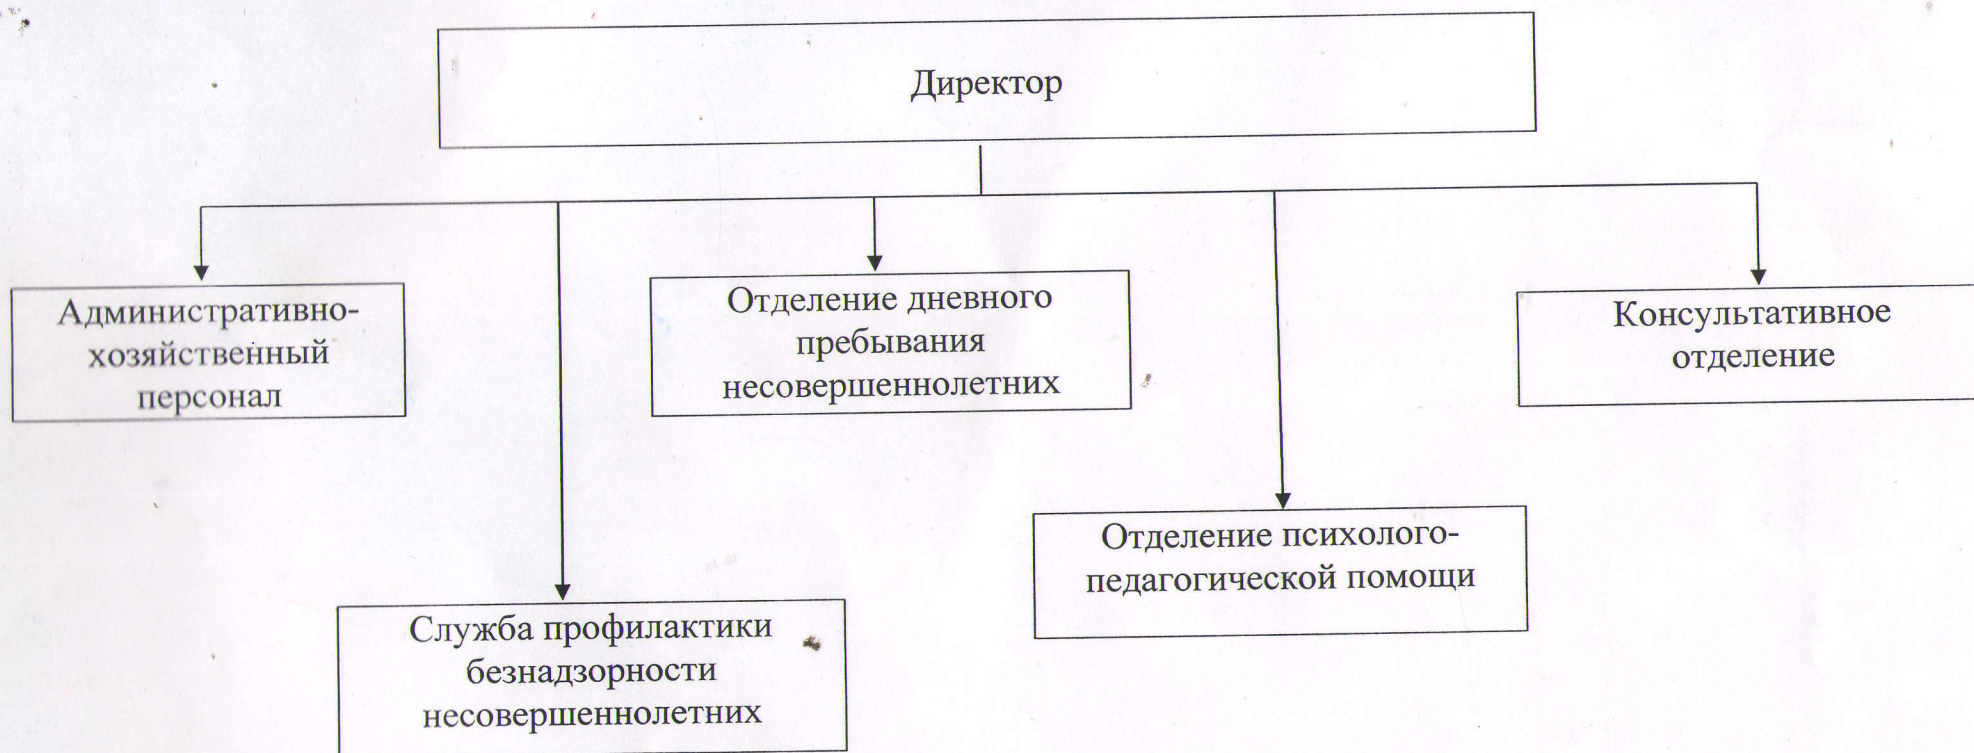 Директор
Административно-
хозяйственный
персонал
Отделение дневного
пребывания
несовершеннолетних
Консультативное
отделение
Отделение психолого-
педагогической помощи
Служба профилактики
безнадзорности
несовершеннолетних